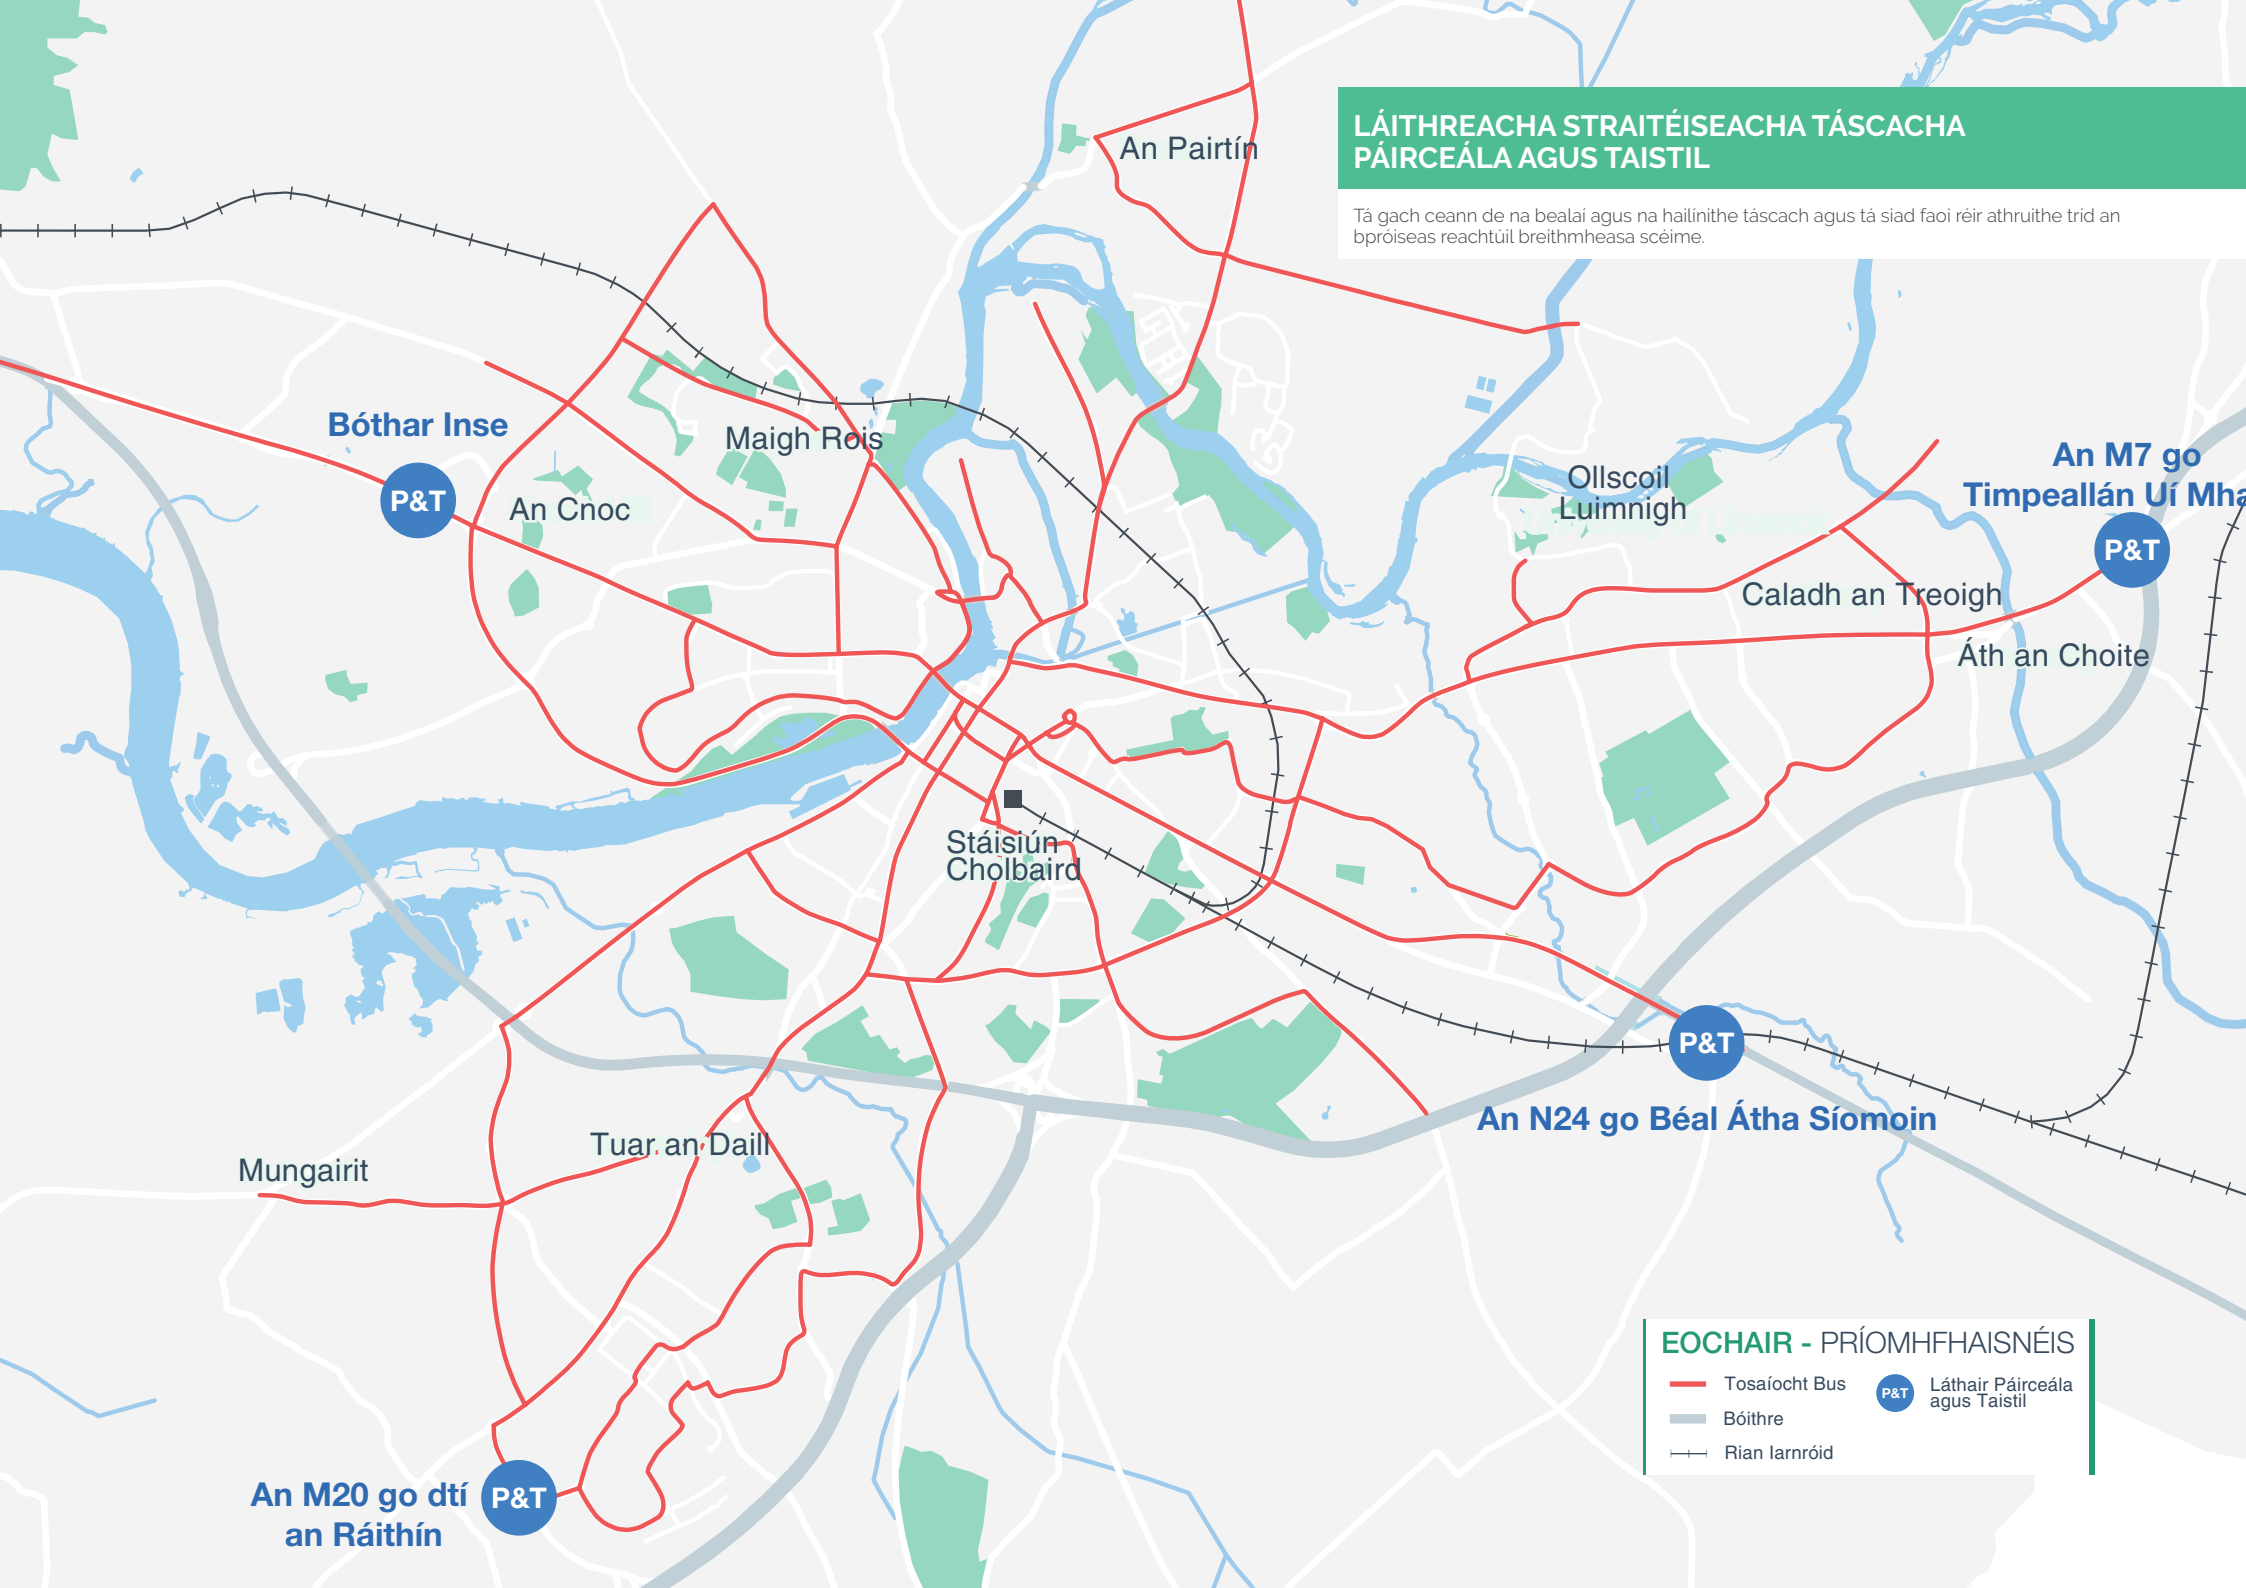 LÁITHREACHA STRAITÉISEACHA TÁSCACHA
PÁIRCEÁLA AGUS TAISTIL
Tá gach ceann de na bealaí agus na hailínithe táscach agus tá siad faoi réir athruithe tríd an
bpróiseas reachtúil breithmheasa scéime.
An Pairtín
Bóthar Inse
P&T
An Cnoc
Maigh Rois
Ollscoil
Luimnigh
An M7 go
Timpeallán Uí Mha
P&T
Caladh an Treoigh
Áth an Choite
Stáisiún
Cholbaird
P&T
An N24 go Béal Átha Síomoin
Tuar an Daill
Mungairit
An M20 go dtí
an Ráithín
P&T
EOCHAIR - PRÍOMHFHAISNÉIS
Tosaíocht Bus
Bóithre
Rian Iarnróid
P&T
Láthair Páirceála
agus Taistil